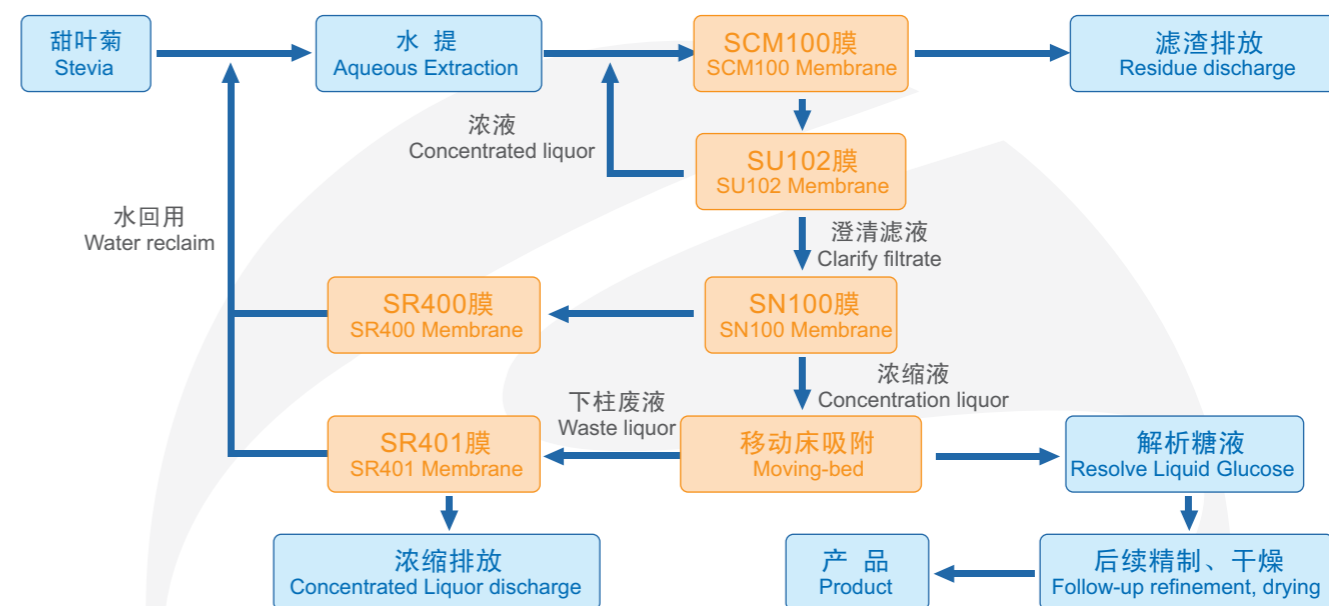 甜叶菊
Stevia
水 提
Aqueous Extraction
SCM100膜
SCM100 Membrane
滤渣排放
Residue discharge
浓液
Concentrated liquor
SU102膜
SU102 Membrane
水回用
Water reclaim
澄清滤液
Clarify filtrate
SR400膜
SR400 Membrane
SN100膜
SN100 Membrane
浓缩液
Concentration liquor
下柱废液
Waste liquor
SR401膜
SR401 Membrane
移动床吸附
Moving-bed
解析糖液
Resolve Liquid Glucose
浓缩排放
Concentrated Liquor discharge
产 品
Product
后续精制、干燥
Follow-up refinement, drying